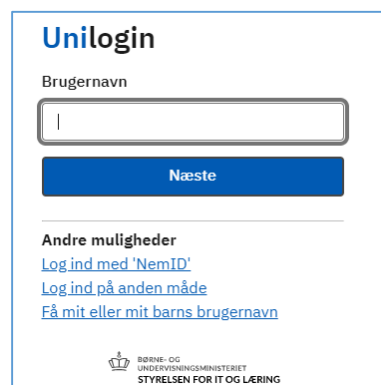 Unilogin
Brugernavn
Næste
Andre muligheder
Log ind med 'NemID'
Log ind på anden måde
Få mit eller mit barns brugernavn
BØRNE- OG
UNDERVISNINGSMINISTERIET
STYRELSEN FOR IT OG LÆRING